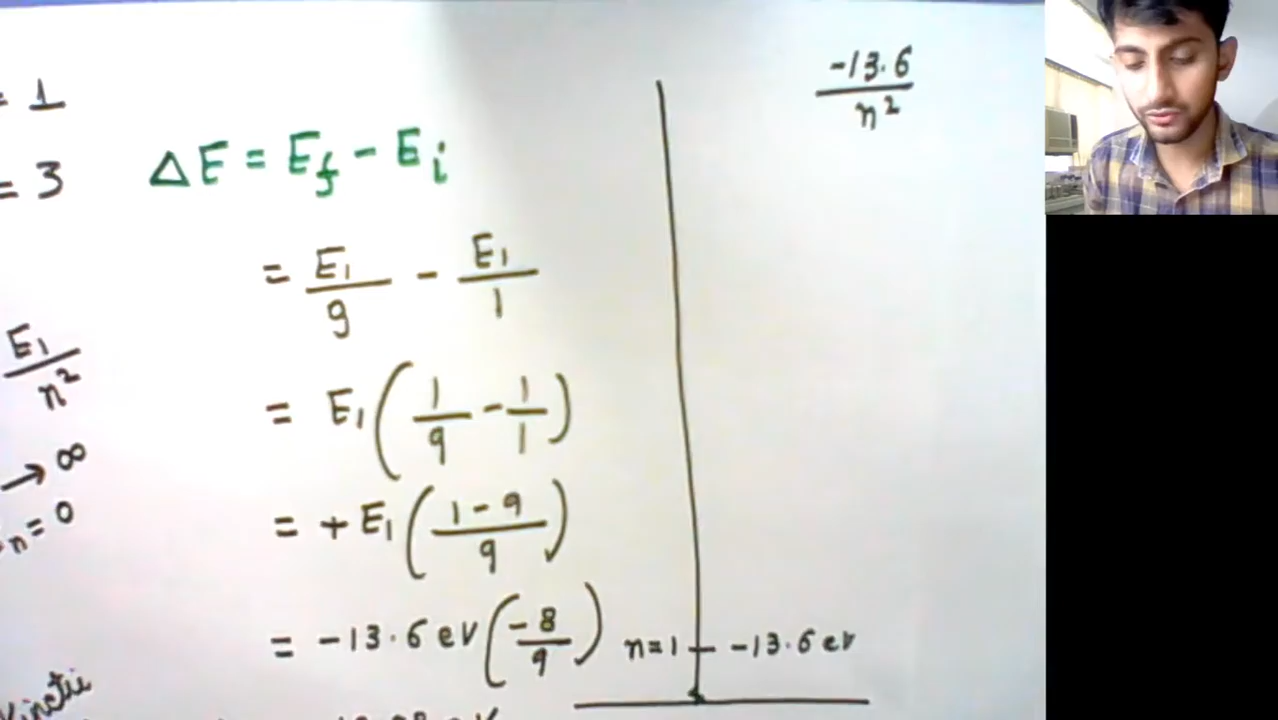 = 1
= 3
E1/n²
→ ∞
n = 0
Kinetic
ΔE = Ef - Ei
= E1/9 - E1/1
= E1(1/9 - 1/1)
= + E1(1 - 9/9)
= -13.6 ev(-8/9)
-13.6/n²
n=1 -13.6 ev